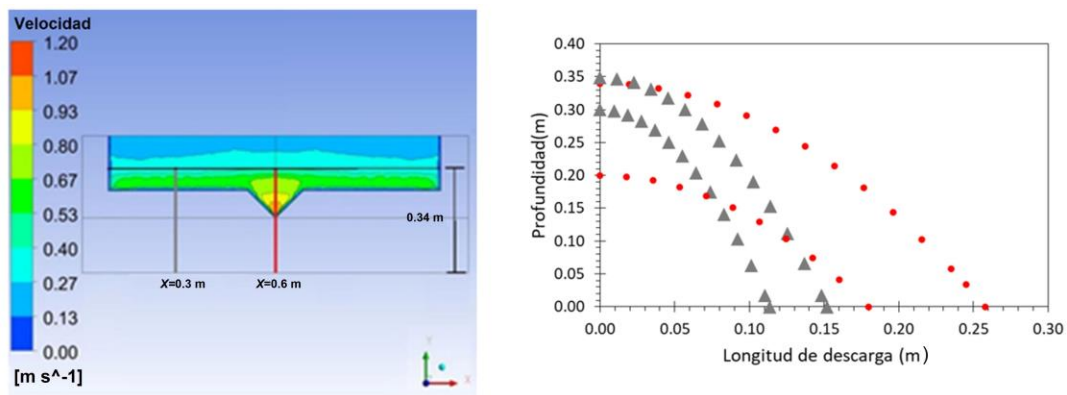 Velocidad
1.20
1.07
0.93
0.80
0.67
0.53
0.40
0.27
0.13
0.00
[m s^-1]
0.34 m
X=0.3 m
X=0.6 m
Y
X
Profundidad(m)
0.40
0.35
0.30
0.25
0.20
0.15
0.10
0.05
0.00
0.00 0.05 0.10 0.15 0.20 0.25 0.30
Longitud de descarga (m)